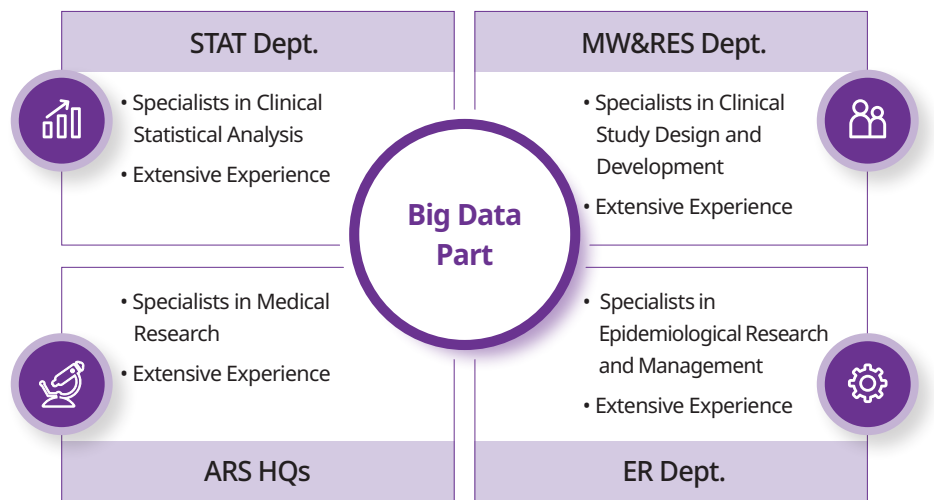 STAT Dept.
• Specialists in Clinical
Statistical Analysis
• Extensive Experience
MW&RES Dept.
• Specialists in Clinical
Study Design and
Development
• Extensive Experience
Big Data
Part
• Specialists in Medical
Research
• Extensive Experience
ARS HQs
• Specialists in
Epidemiological Research
and Management
• Extensive Experience
ER Dept.